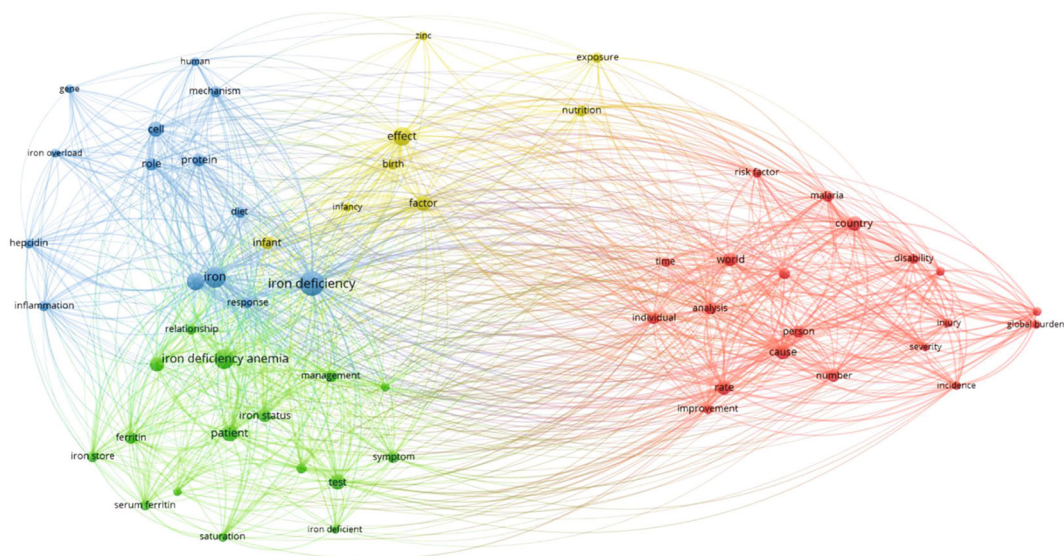 zinc
human
exposure
gene
mechanism
nutrition
cell
effect
iron overload
role
protein
birth
risk factor
malaria
diet
infancy
factor
country
hepcidin
infant
world
time
disability
iron
iron deficiency
response
inflammation
analysis
individual
injury
global burden
relationship
person
severity
iron deficiency anemia
cause
management
number
rate
incidence
improvement
iron status
patient
ferritin
iron store
symptom
test
serum ferritin
iron deficient
saturation